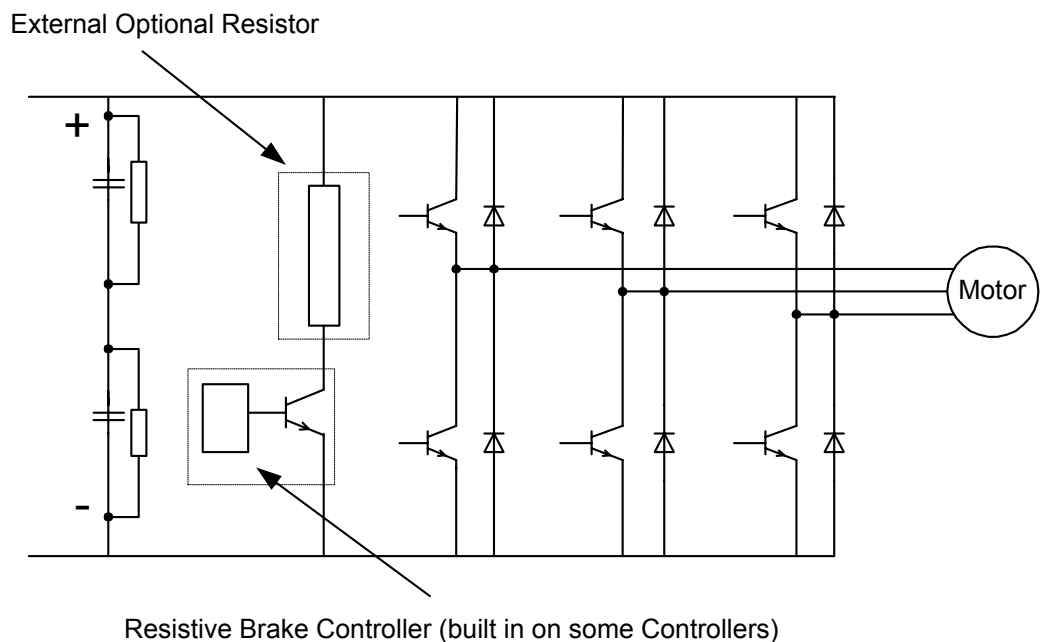 External Optional Resistor
+
-
Motor
Resistive Brake Controller (built in on some Controllers)